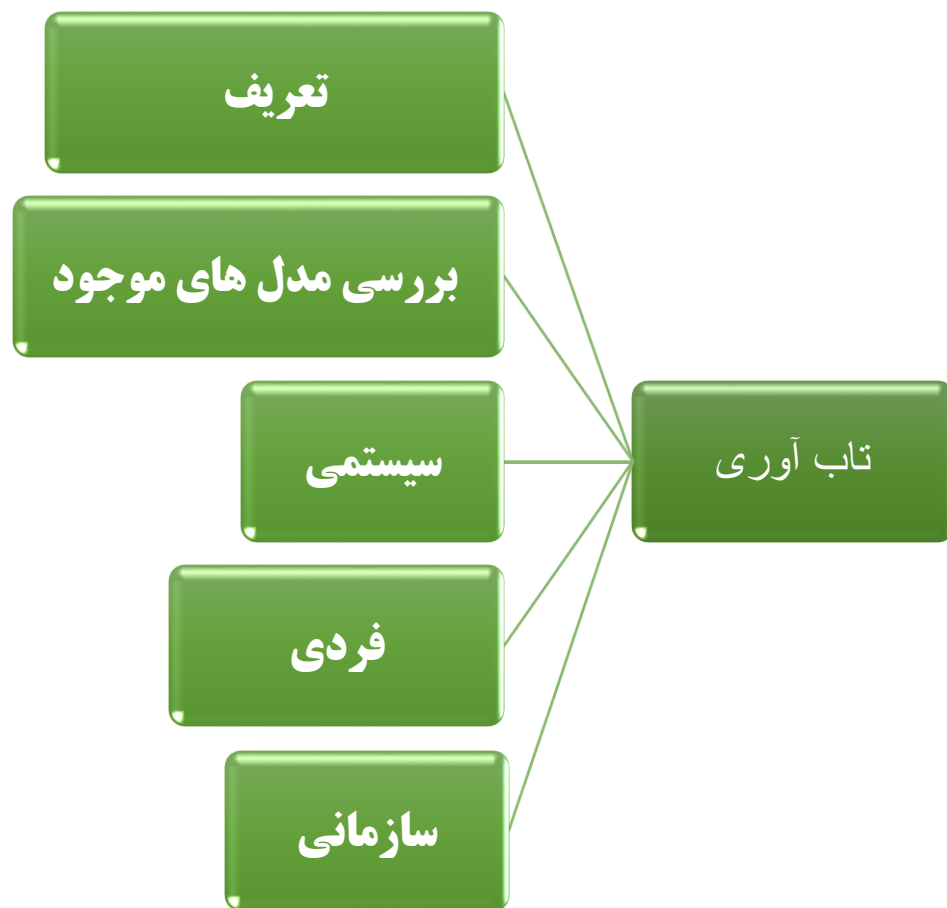 تاب آوری
تعریف
بررسی مدل های موجود
سیستمی
فردی
سازمانی